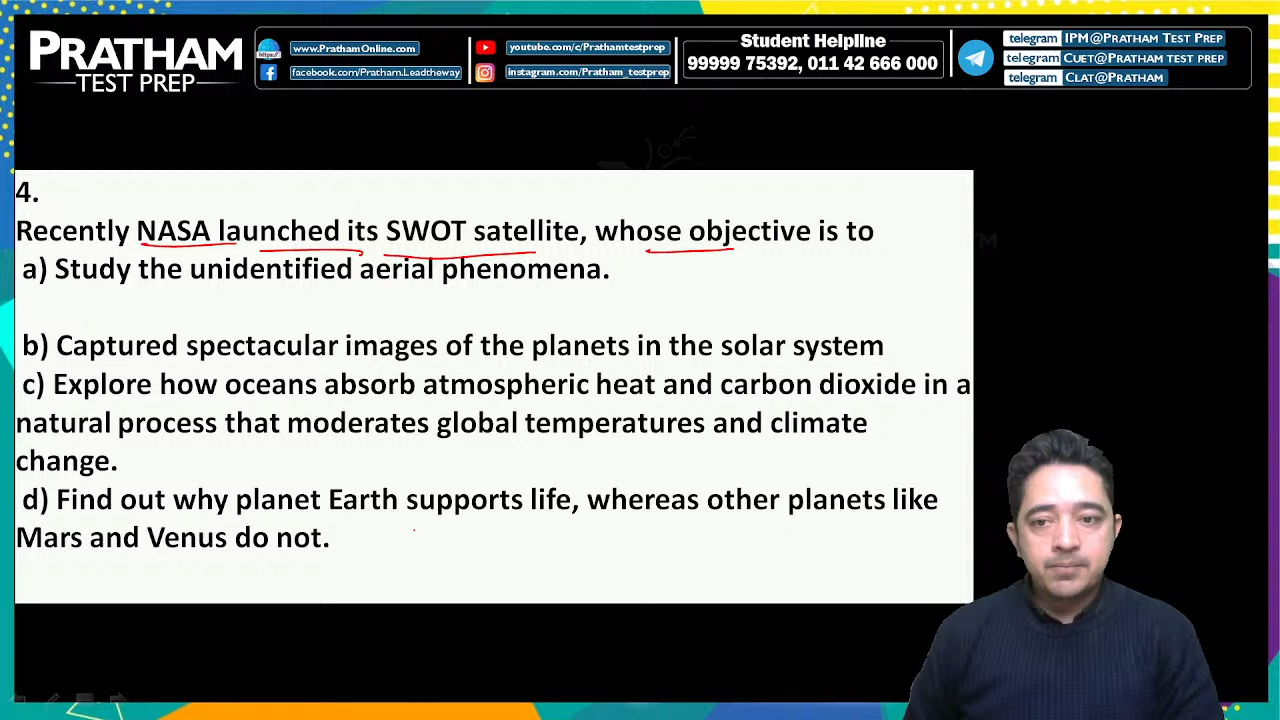 PRATHAM
TEST PREP
https://
www.PrathamOnline.com
facebook.com/Pratham.Leadtheway
youtube.com/c/Prathamtestprep
instagram.com/Pratham_testprep
Student Helpline
99999 75392, 011 42 666 000
telegram IPM@PRATHAM TEST PREP
telegram CUET@PRATHAM TEST PREP
telegram CLAT@PRATHAM
4.
Recently NASA launched its SWOT satellite, whose objective is to
a) Study the unidentified aerial phenomena.
b) Captured spectacular images of the planets in the solar system
c) Explore how oceans absorb atmospheric heat and carbon dioxide in a
natural process that moderates global temperatures and climate
change.
d) Find out why planet Earth supports life, whereas other planets like
Mars and Venus do not.